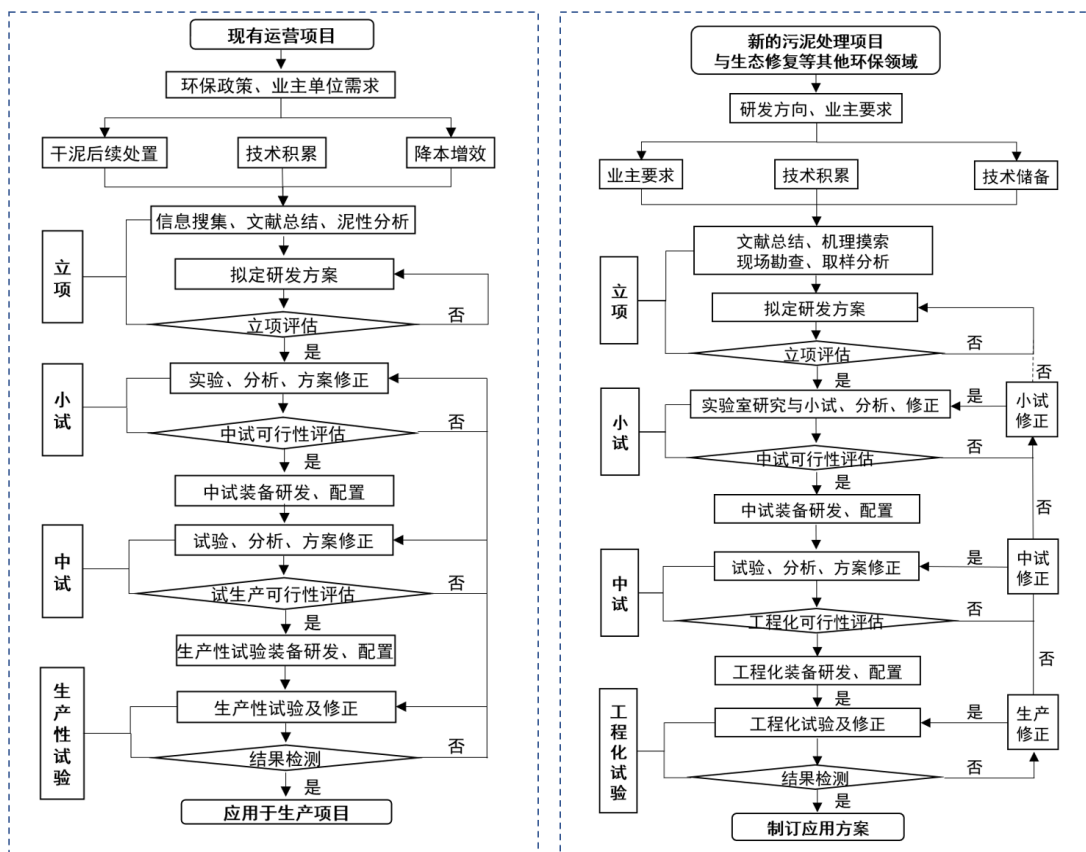 现有运营项目
环保政策、业主单位需求
干泥后续处置
技术积累
降本增效
信息搜集、文献总结、泥性分析
立项
拟定研发方案
否
立项评估
是
实验、分析、方案修正
小试
否
中试可行性评估
是
中试装备研发、配置
试验、分析、方案修正
中试
否
试生产可行性评估
是
生产性试验装备研发、配置
生产性试验
生产性试验及修正
否
结果检测
是
应用于生产项目
新的污泥处理项目
与生态修复等其他环保领域
研发方向、业主要求
业主要求
技术积累
技术储备
文献总结、机理摸索
现场勘查、取样分析
立项
拟定研发方案
否
立项评估
是
否
实验室研究与小试、分析、修正
是
小试
修正
小试
否
中试可行性评估
是
中试装备研发、配置
否
试验、分析、方案修正
是
中试
修正
中试
否
工程化可行性评估
是
否
工程化装备研发、配置
是
工程化试验及修正
是
生产
修正
工程化试验
否
结果检测
是
制订应用方案